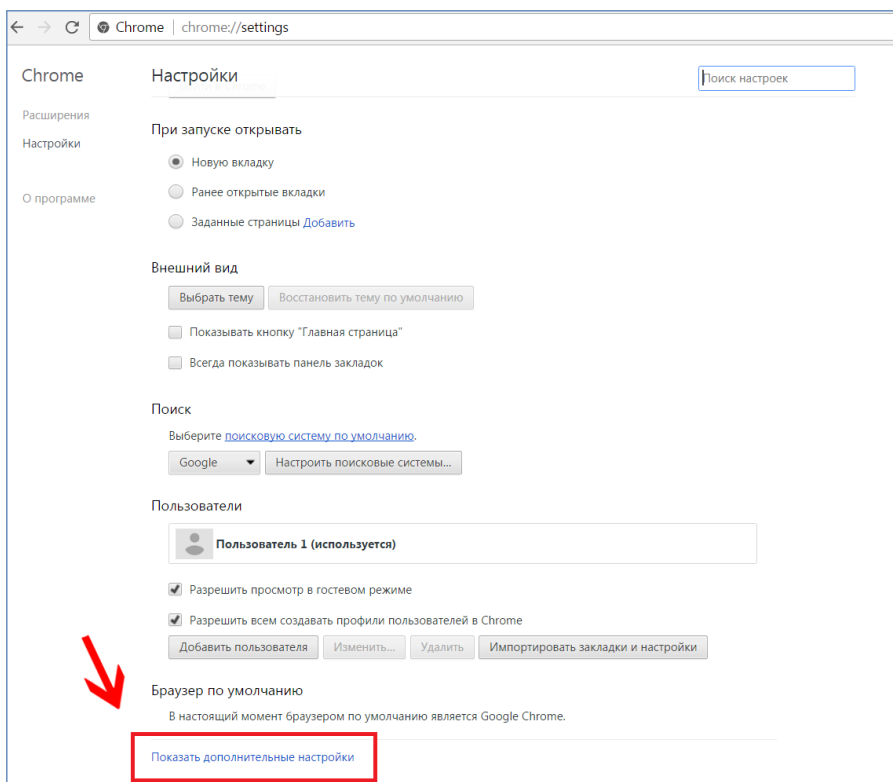 Chrome | chrome://settings
Chrome
Настройки
Поиск настроек
Расширения
Настройки
О программе
При запуске открывать
Новую вкладку
Ранее открытые вкладки
Заданные страницы Добавить
Внешний вид
Выбрать тему Восстановить тему по умолчанию
Показывать кнопку "Главная страница"
Всегда показывать панель закладок
Поиск
Выберите поисковую систему по умолчанию.
Google Настроить поисковые системы...
Пользователи
Пользователь 1 (используется)
Разрешить просмотр в гостевом режиме
Разрешить всем создавать профили пользователей в Chrome
Добавить пользователя Изменить... Удалить Импортировать закладки и настройки
Браузер по умолчанию
В настоящий момент браузером по умолчанию является Google Chrome.
Показать дополнительные настройки